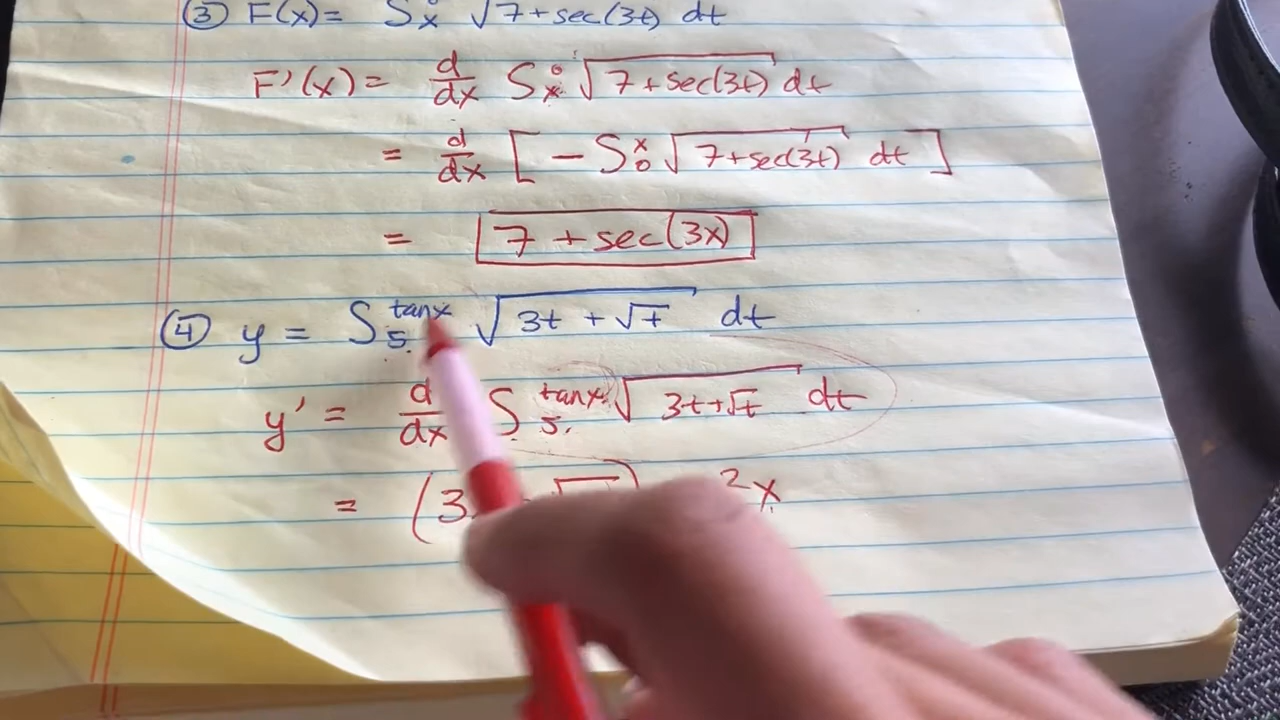 ③ F(x) = ∫ₓ⁰ √7+sec(3t) dt
F'(x) = d/dx ∫ₓ⁰ √7+sec(3t) dt
= d/dx [ - ∫₀ˣ √7+sec(3t) dt ]
= 7 + sec(3x)
④ y = ∫₅^tanx √3t + √t dt
y' = d/dx ∫₅^tanx √3t+√t dt
= (3 √ ) ²x